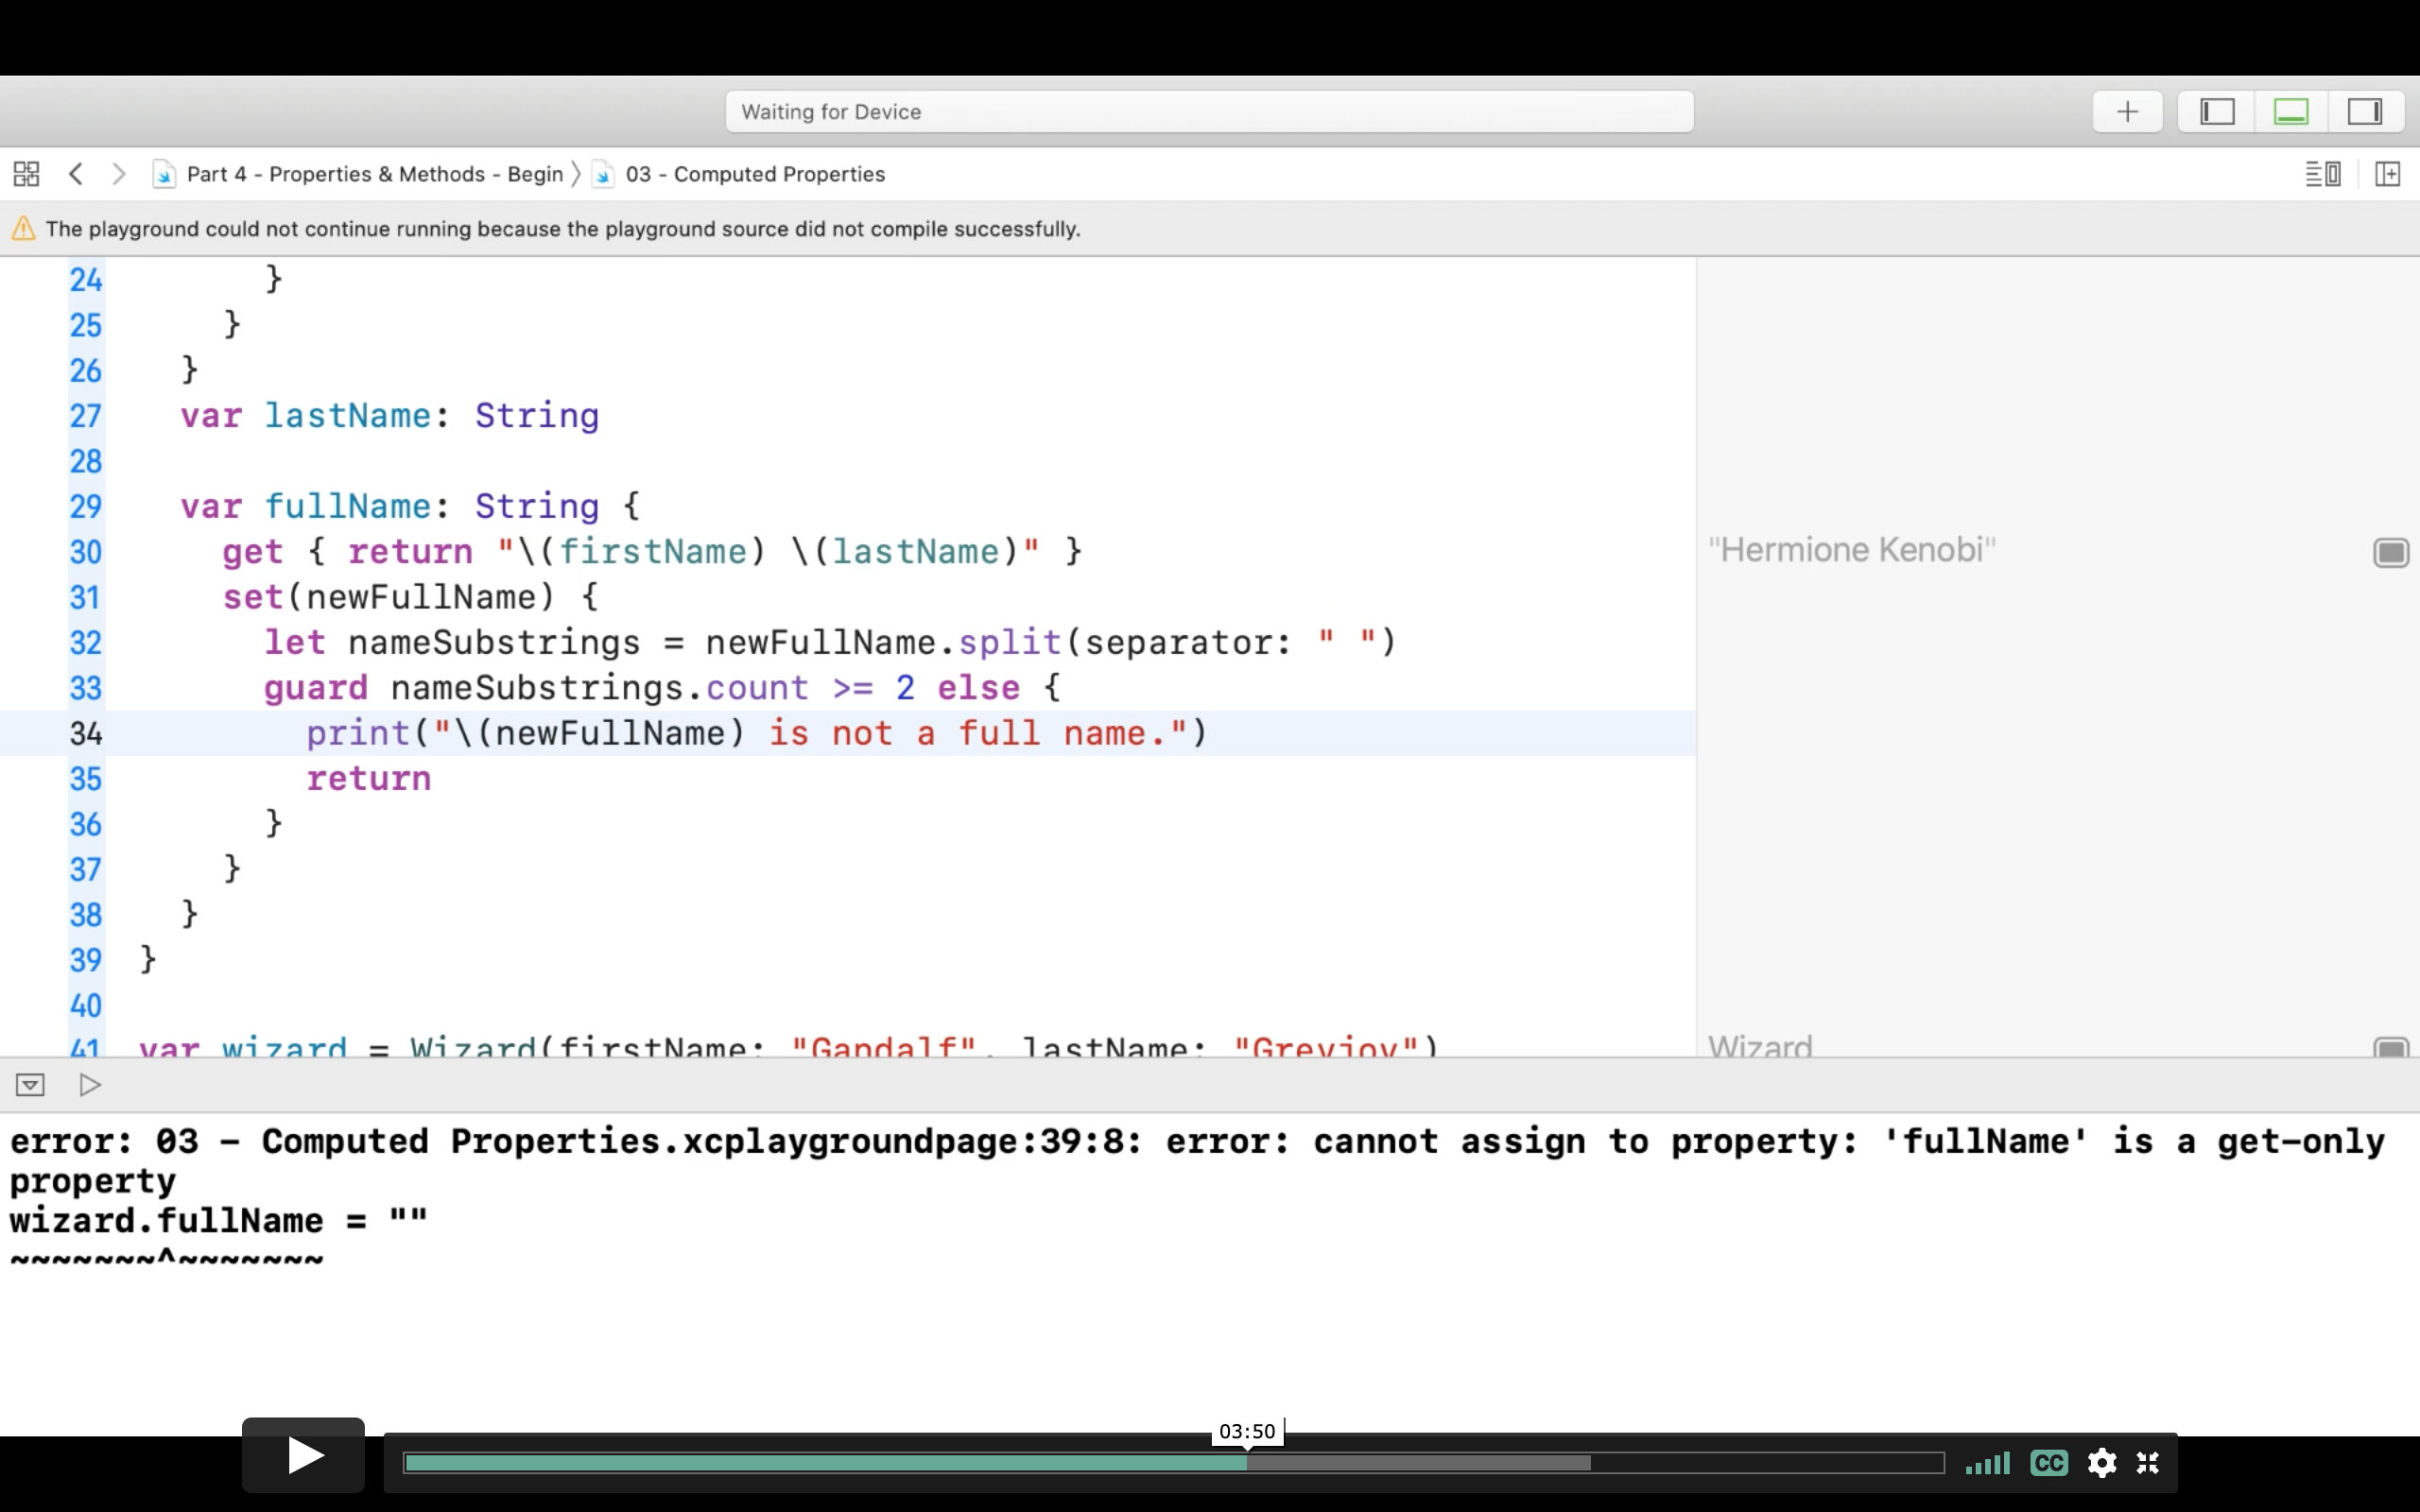 Waiting for Device
Part 4 - Properties & Methods - Begin 〉 03 - Computed Properties
The playground could not continue running because the playground source did not compile successfully.
24 }
25 }
26 }
27 var lastName: String
28
29 var fullName: String {
30 get { return "\(firstName) \(lastName)" } "Hermione Kenobi"
31 set(newFullName) {
32 let nameSubstrings = newFullName.split(separator: " ")
33 guard nameSubstrings.count >= 2 else {
34 print("\(newFullName) is not a full name.")
35 return
36 }
37 }
38 }
39 }
40
41 var wizard = Wizard(firstName: "Gandalf", lastName: "Greyjoy") Wizard
error: 03 - Computed Properties.xcplaygroundpage:39:8: error: cannot assign to property: 'fullName' is a get-only
property
wizard.fullName = ""
~~~~~~~^~~~~~~~
03:50
CC